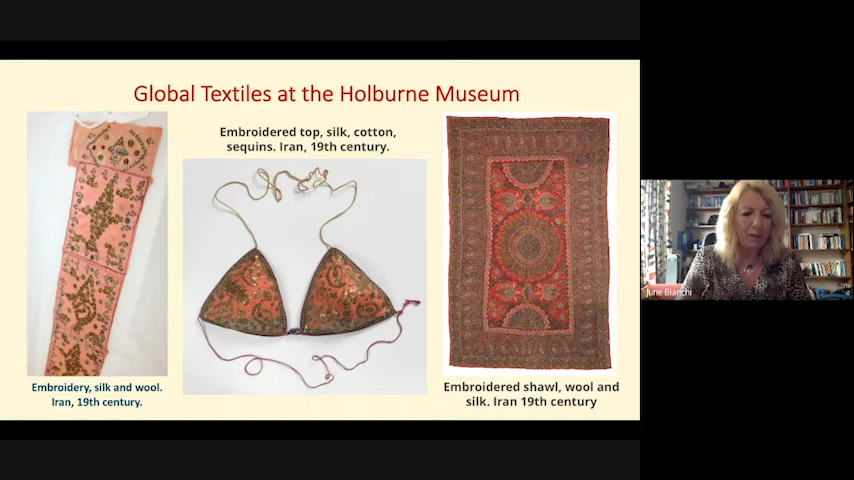 Global Textiles at the Holburne Museum
Embroidered top, silk, cotton,
sequins. Iran, 19th century.
Embroidery, silk and wool.
Iran, 19th century.
Embroidered shawl, wool and
silk. Iran 19th century
June Bianchi